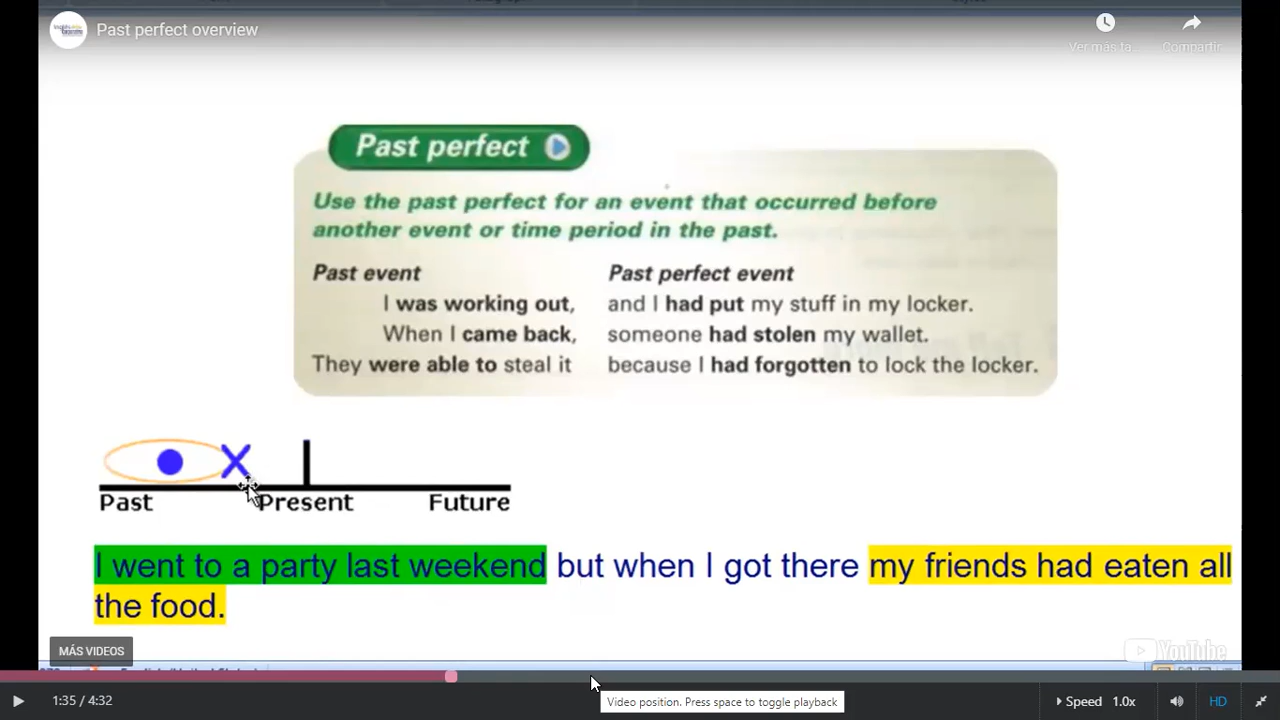 Past perfect overview
Ver más ta...
Compartir
Past perfect
Use the past perfect for an event that occurred before
another event or time period in the past.
Past event Past perfect event
I was working out, and I had put my stuff in my locker.
When I came back, someone had stolen my wallet.
They were able to steal it because I had forgotten to lock the locker.
Past Present Future
I went to a party last weekend but when I got there my friends had eaten all
the food.
MÁS VIDEOS
YouTube
1:35 / 4:32
Video position. Press space to toggle playback
Speed 1.0x
HD